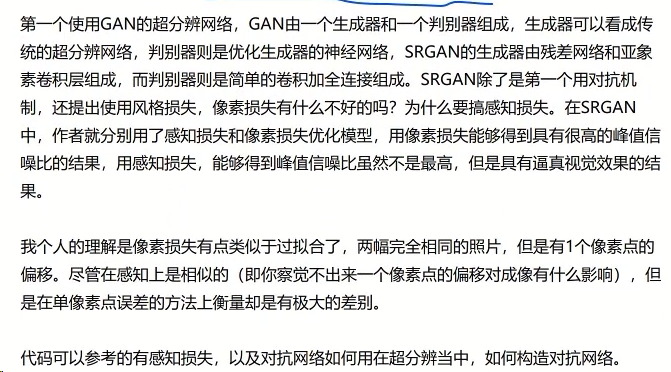 第一个使用GAN的超分辨网络，GAN由一个生成器和一个判别器组成，生成器可以看成传
统的超分辨网络，判别器则是优化生成器的神经网络，SRGAN的生成器由残差网络和亚象
素卷积层组成，而判别器则是简单的卷积加全连接组成。SRGAN除了是第一个用对抗机
制，还提出使用风格损失，像素损失有什么不好的吗？为什么要搞感知损失。在SRGAN
中，作者就分别用了感知损失和像素损失优化模型，用像素损失能够得到具有很高的峰值信
噪比的结果，用感知损失，能够得到峰值信噪比虽然不是最高，但是具有逼真视觉效果的结
果。
我个人的理解是像素损失有点类似于过拟合了，两幅完全相同的照片，但是有1个像素点的
偏移。尽管在感知上是相似的（即你察觉不出来一个像素点的偏移对成像有什么影响），但
是在单像素点误差的方法上衡量却是有极大的差别。
代码可以参考的有感知损失，以及对抗网络如何用在超分辨当中，如何构造对抗网络。